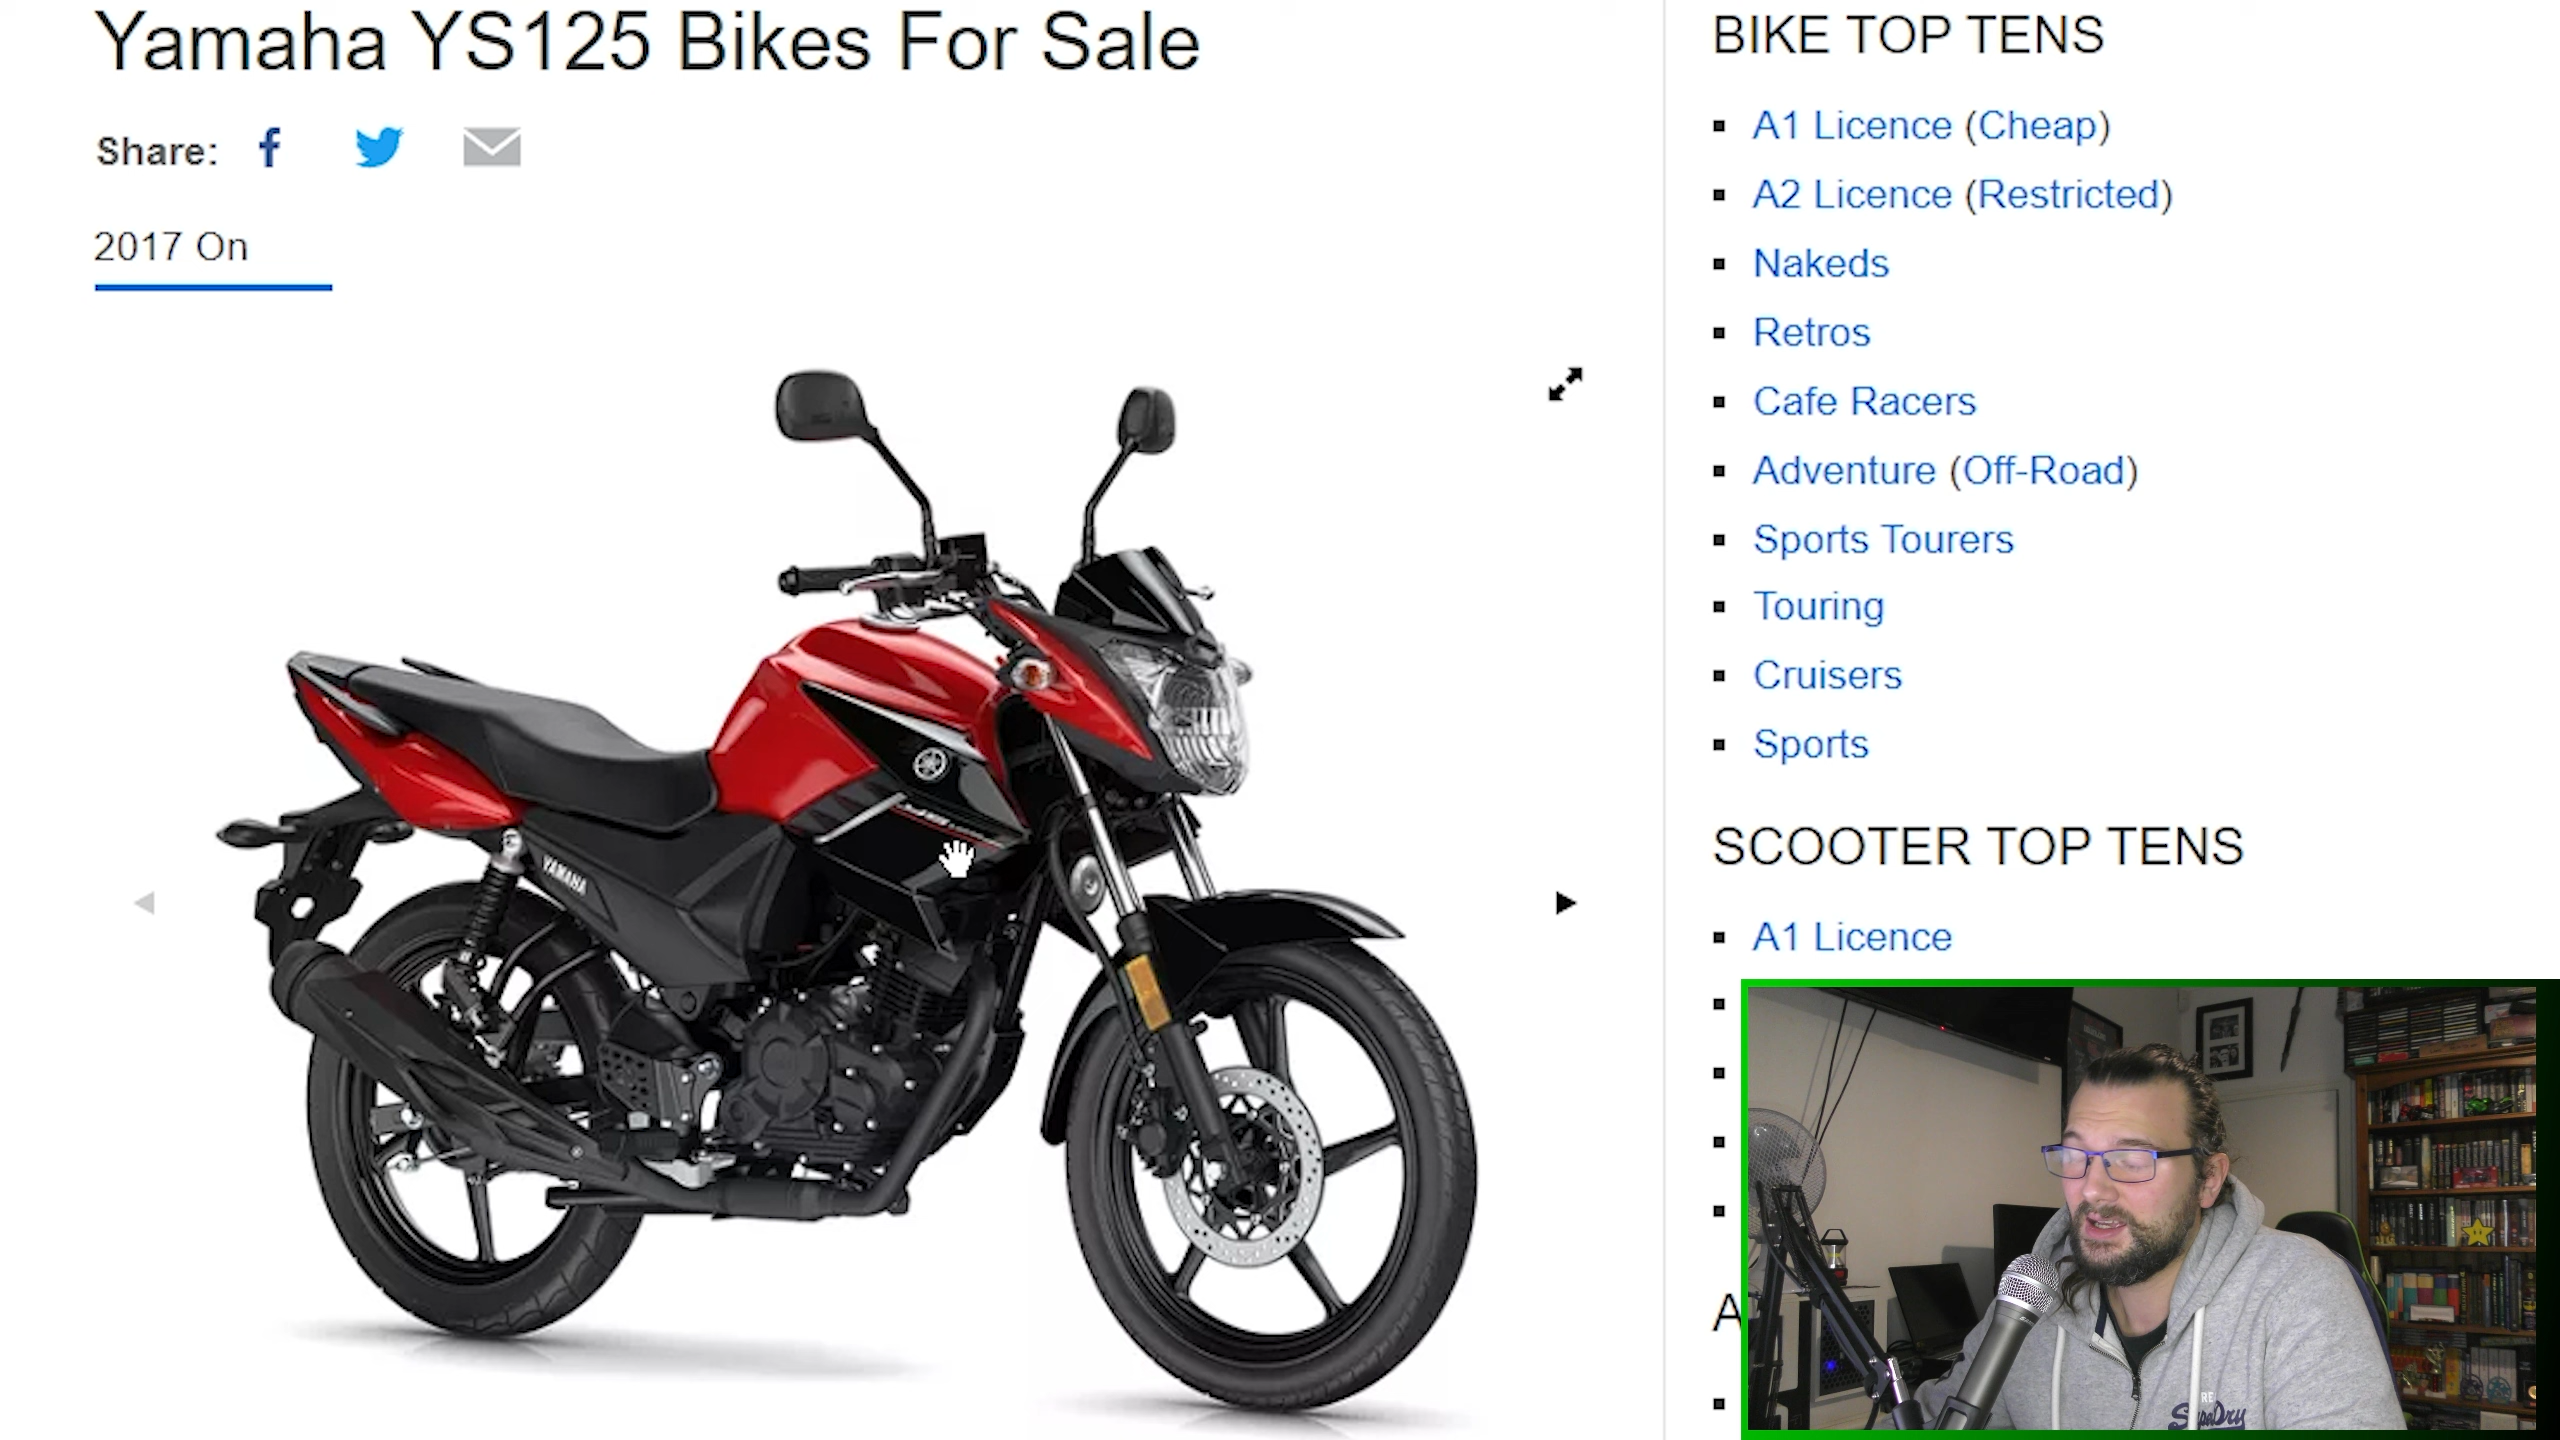 Yamaha YS125 Bikes For Sale
Share:
2017 On
YAMAHA
BIKE TOP TENS
A1 Licence (Cheap)
A2 Licence (Restricted)
Nakeds
Retros
Cafe Racers
Adventure (Off-Road)
Sports Tourers
Touring
Cruisers
Sports
SCOOTER TOP TENS
A1 Licence
A